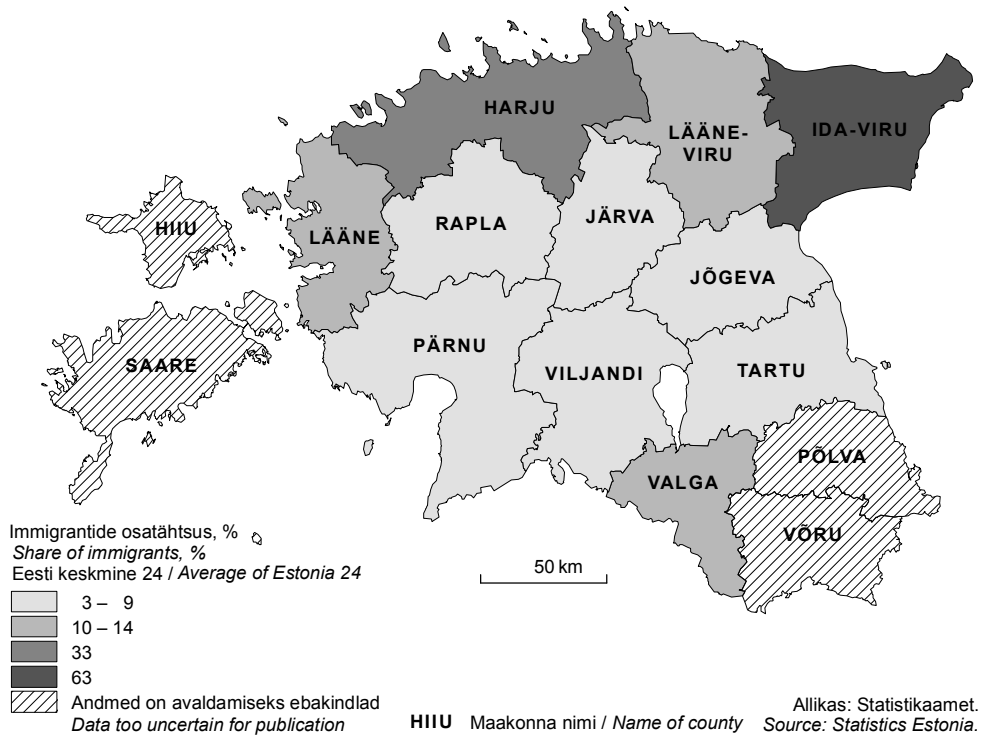 HARJU
LÄÄNE-
VIRU
IDA-VIRU
HIIU
LÄÄNE
RAPLA
JÄRVA
JÕGEVA
SAARE
PÄRNU
VILJANDI
TARTU
VALGA
PÕLVA
VÕRU
Immigrantide osatähtsus, %
Share of immigrants, %
Eesti keskmine 24 / Average of Estonia 24
3 – 9
10 – 14
33
63
Andmed on avaldamiseks ebakindlad
Data too uncertain for publication
50 km
HIIU Maakonna nimi / Name of county
Allikas: Statistikaamet.
Source: Statistics Estonia.